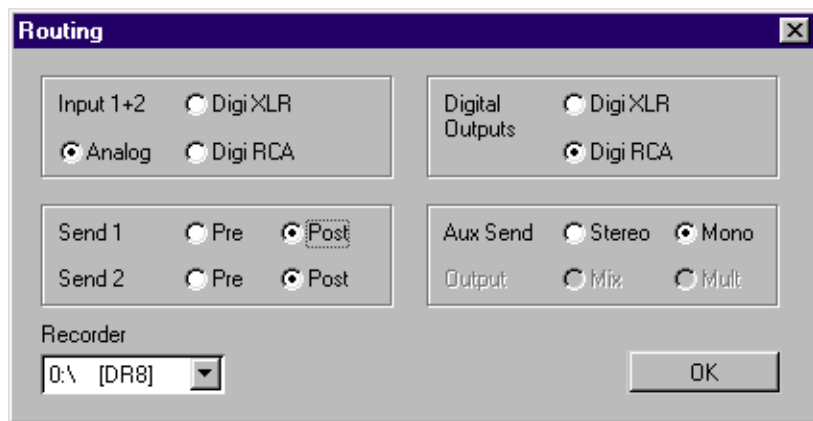 Routing
Input 1+2 Digi XLR
Analog Digi RCA
Digital Outputs
Digi XLR
Digi RCA
Send 1 Pre Post
Send 2 Pre Post
Aux Send Stereo Mono
Output Mix Mult
Recorder
0:\ [DR8]
OK